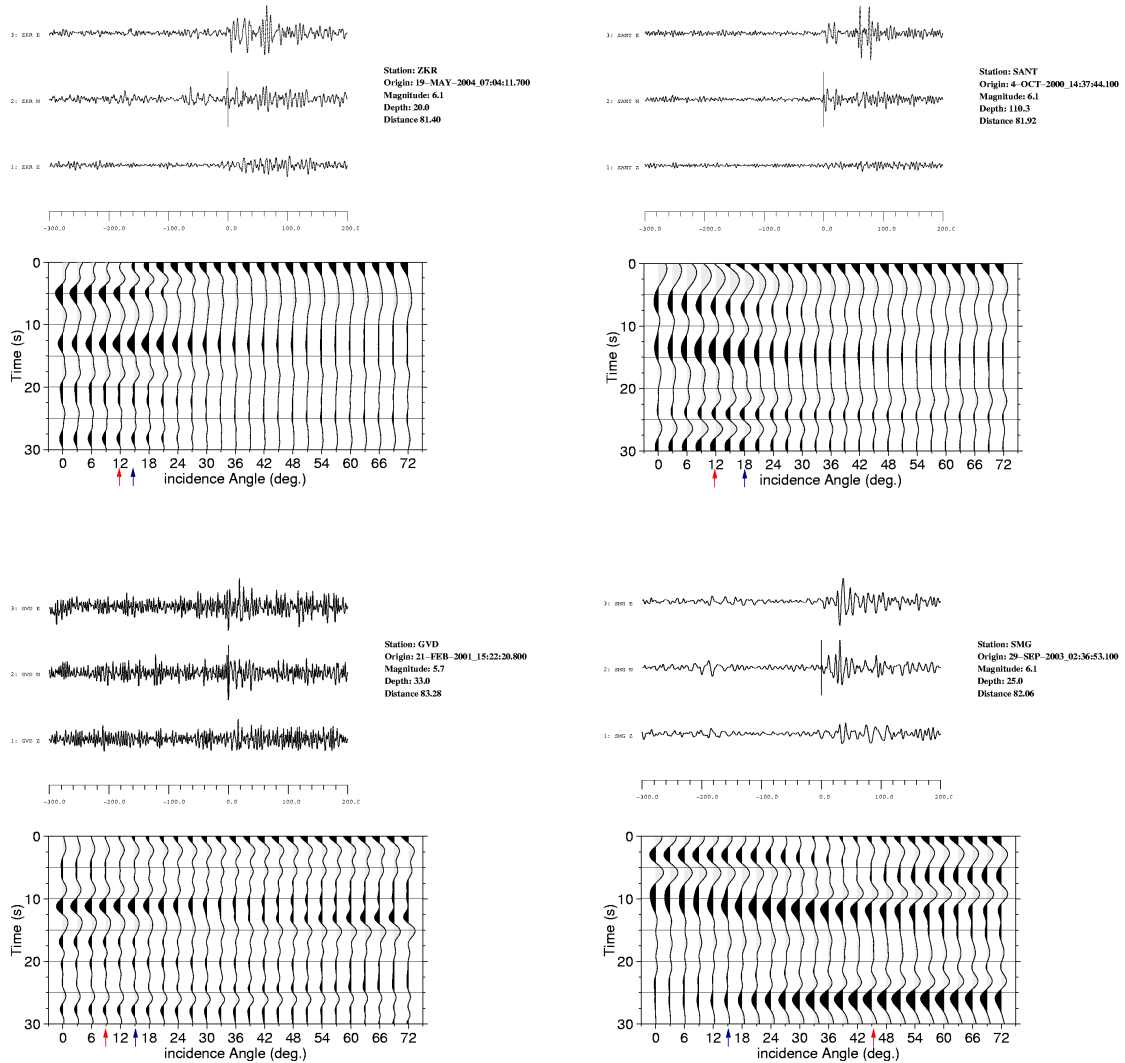 3: ZKR E
2: ZKR N
1: ZKR Z
Station: ZKR
Origin: 19-MAY-2004_07:04:11.700
Magnitude: 6.1
Depth: 20.0
Distance 81.40
-300.0 -200.0 -100.0 0.0 100.0 200.0
0
10
20
30
Time (s)
0 6 12 18 24 30 36 42 48 54 60 66 72
incidence Angle (deg.)
3: SANT E
2: SANT N
1: SANT Z
Station: SANT
Origin: 4-OCT-2000_14:37:44.100
Magnitude: 6.1
Depth: 110.3
Distance 81.92
-300.0 -200.0 -100.0 0.0 100.0 200.0
0
10
20
30
Time (s)
0 6 12 18 24 30 36 42 48 54 60 66 72
incidence Angle (deg.)
3: GVD E
2: GVD N
1: GVD Z
Station: GVD
Origin: 21-FEB-2001_15:22:20.800
Magnitude: 5.7
Depth: 33.0
Distance 83.28
-300.0 -200.0 -100.0 0.0 100.0 200.0
0
10
20
30
Time (s)
0 6 12 18 24 30 36 42 48 54 60 66 72
incidence Angle (deg.)
3: SMG E
2: SMG N
1: SMG Z
Station: SMG
Origin: 29-SEP-2003_02:36:53.100
Magnitude: 6.1
Depth: 25.0
Distance 82.06
-300.0 -200.0 -100.0 0.0 100.0 200.0
0
10
20
30
Time (s)
0 6 12 18 24 30 36 42 48 54 60 66 72
incidence Angle (deg.)